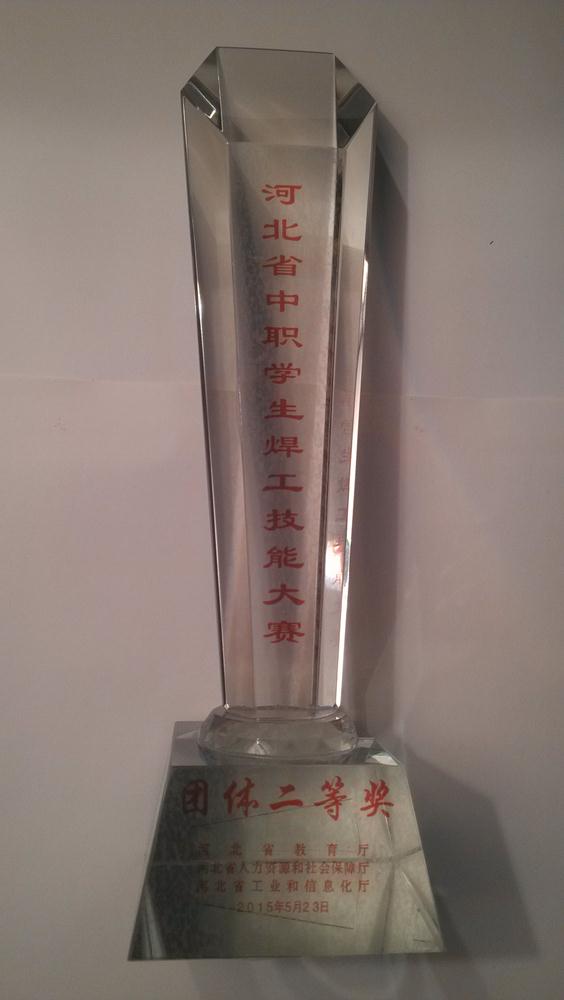 河北省中职学生焊工技能大赛
团体二等奖
河北省教育厅
河北省人力资源和社会保障厅
河北省工业和信息化厅
2015年5月23日